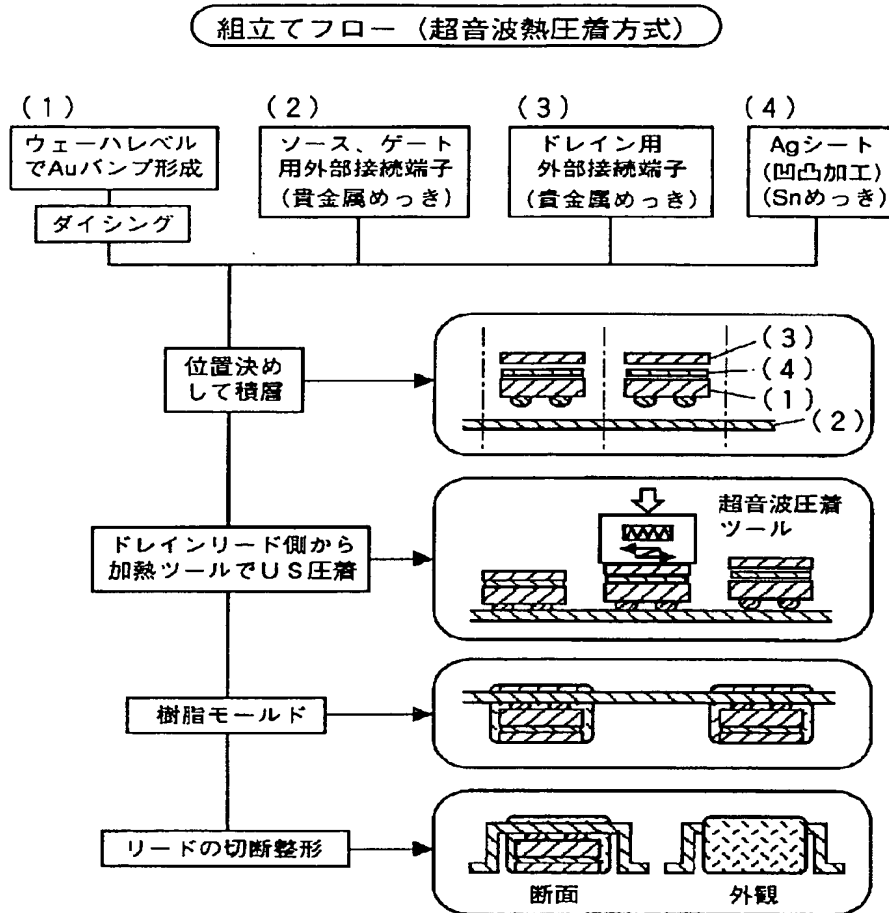 組立てフロー（超音波熱圧着方式）
（１）
ウェーハレベル
でAuバンプ形成
ダイシング
（２）
ソース、ゲート
用外部接続端子
（貴金属めっき）
（３）
ドレイン用
外部接続端子
（貴金属めっき）
（４）
Agシート
（凹凸加工）
（Snめっき）
位置決め
して積層
（３）
（４）
（１）
（２）
ドレインリード側から
加熱ツールでＵＳ圧着
超音波圧着
ツール
樹脂モールド
リードの切断整形
断面
外観